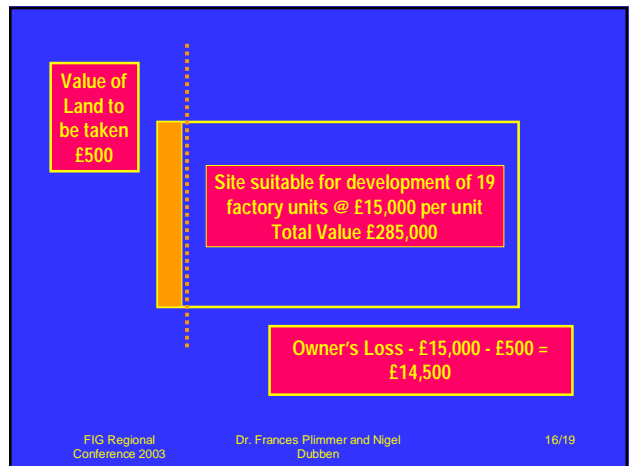 Value of
Land to
be taken
£500
Site suitable for development of 19
factory units @ £15,000 per unit
Total Value £285,000
Owner's Loss - £15,000 - £500 =
£14,500
FIG Regional
Conference 2003
Dr. Frances Plimmer and Nigel
Dubben
16/19